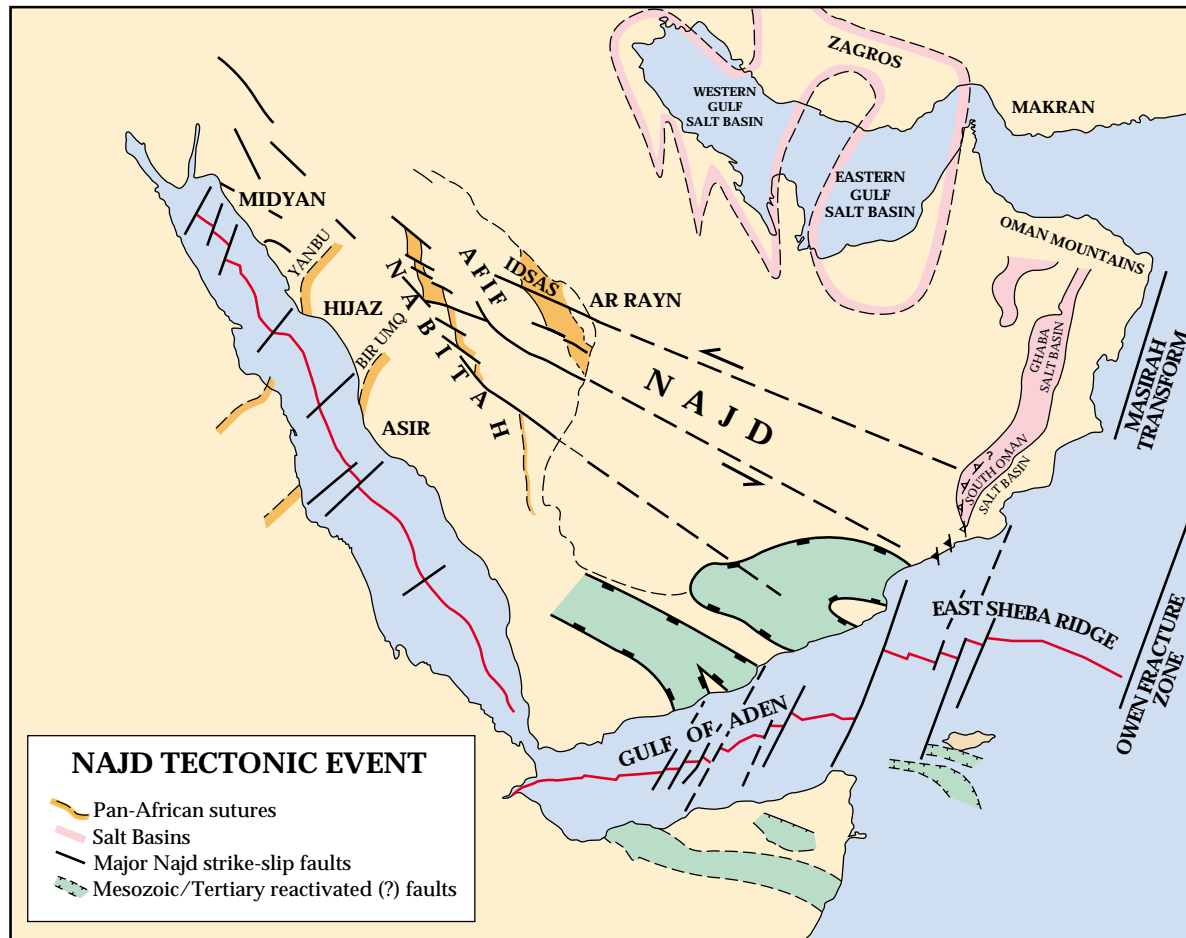 ZAGROS
WESTERN
GULF
SALT BASIN
MAKRAN
EASTERN
GULF
SALT BASIN
MIDYAN
OMAN MOUNTAINS
YANBU
AFIF
IDSAS
AR RAYN
HIJAZ
NABITAH
BIR UMQ
GHABA
SALT BASIN
MASIRAH
TRANSFORM
NAJD
ASIR
?
SOUTH OMAN
SALT BASIN
EAST SHEBA RIDGE
OWEN FRACTURE
ZONE
GULF OF ADEN
NAJD TECTONIC EVENT
Pan-African sutures
Salt Basins
Major Najd strike-slip faults
Mesozoic/Tertiary reactivated (?) faults